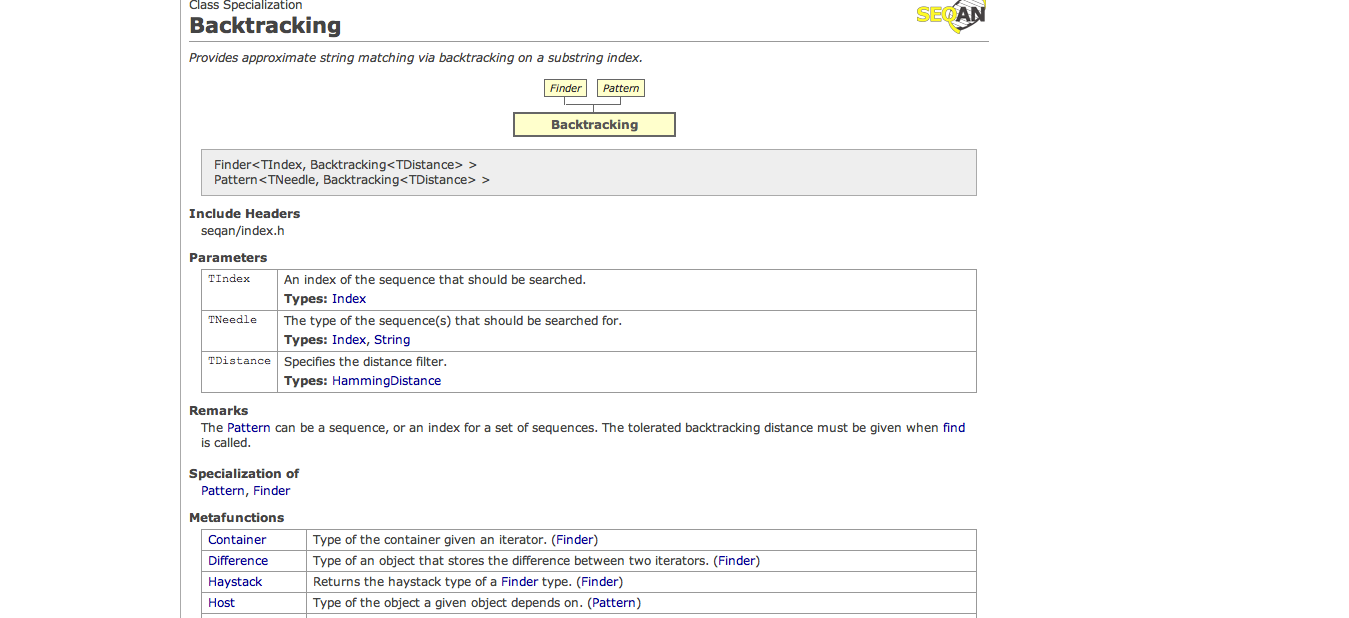 Class Specialization
Backtracking
SEQAN
Provides approximate string matching via backtracking on a substring index.
Finder Pattern
Backtracking
Finder<TIndex, Backtracking<TDistance> >
Pattern<TNeedle, Backtracking<TDistance> >
Include Headers
seqan/index.h
Parameters
TIndex An index of the sequence that should be searched.
Types: Index
TNeedle The type of the sequence(s) that should be searched for.
Types: Index, String
TDistance Specifies the distance filter.
Types: HammingDistance
Remarks
The Pattern can be a sequence, or an index for a set of sequences. The tolerated backtracking distance must be given when find
is called.
Specialization of
Pattern, Finder
Metafunctions
Container Type of the container given an iterator. (Finder)
Difference Type of an object that stores the difference between two iterators. (Finder)
Haystack Returns the haystack type of a Finder type. (Finder)
Host Type of the object a given object depends on. (Pattern)